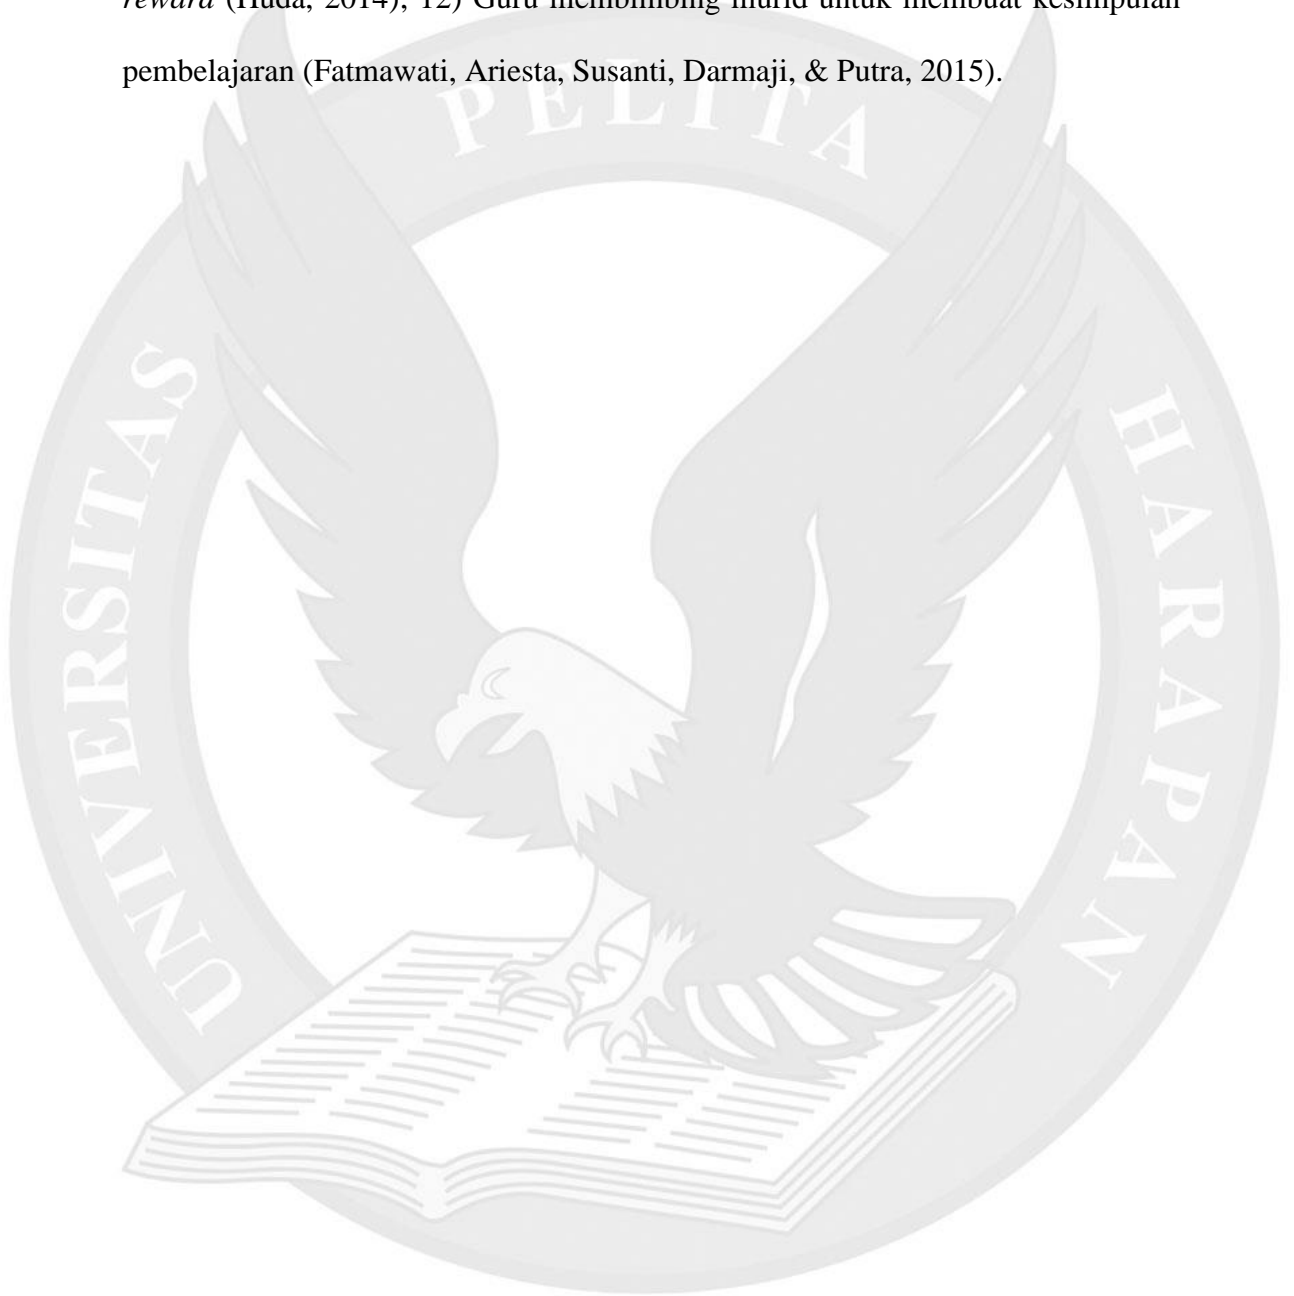 reward (Huda, 2014); 12) Guru membimbing murid untuk membuat kesimpulan
pembelajaran (Fatmawati, Ariesta, Susanti, Darmaji, & Putra, 2015).
UNIVERSITAS PELITA HARAPAN